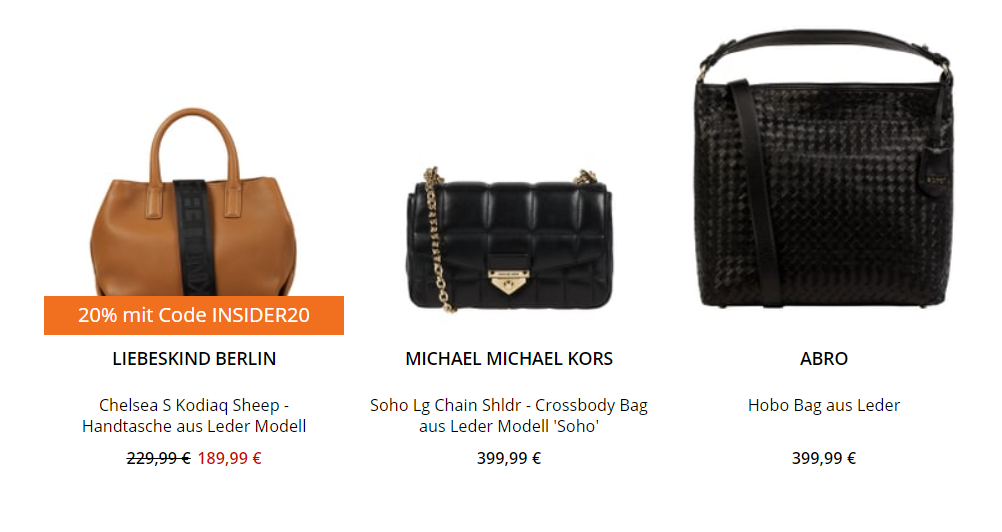 20% mit Code INSIDER20
LIEBESKIND BERLIN
Chelsea S Kodiaq Sheep -
Handtasche aus Leder Modell
229,99 € 189,99 €
MICHAEL MICHAEL KORS
Soho Lg Chain Shldr - Crossbody Bag
aus Leder Modell 'Soho'
399,99 €
ABRO
Hobo Bag aus Leder
399,99 €